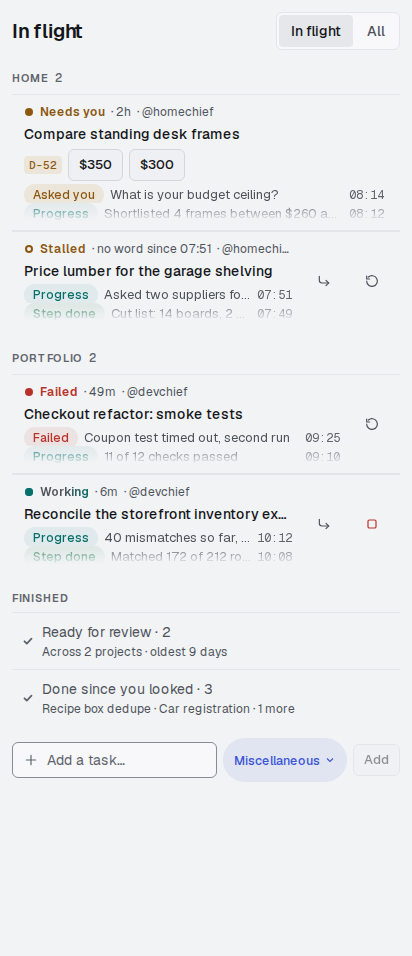 In flight
In flight
All
HOME 2
Needs you · 2h · @homechief
Compare standing desk frames
D-52 $350 $300
Asked you What is your budget ceiling? 08:14
Progress Shortlisted 4 frames between $260 a... 08:12
Stalled · no word since 07:51 · @homechi...
Price lumber for the garage shelving
Progress Asked two suppliers fo... 07:51
Step done Cut list: 14 boards, 2 ... 07:49
PORTFOLIO 2
Failed · 49m · @devchief
Checkout refactor: smoke tests
Failed Coupon test timed out, second run 09:25
Progress 11 of 12 checks passed 09:10
Working · 6m · @devchief
Reconcile the storefront inventory ex...
Progress 40 mismatches so far, ... 10:12
Step done Matched 172 of 212 ro... 10:08
FINISHED
Ready for review · 2
Across 2 projects · oldest 9 days
Done since you looked · 3
Recipe box dedupe · Car registration · 1 more
Add a task... Miscellaneous Add